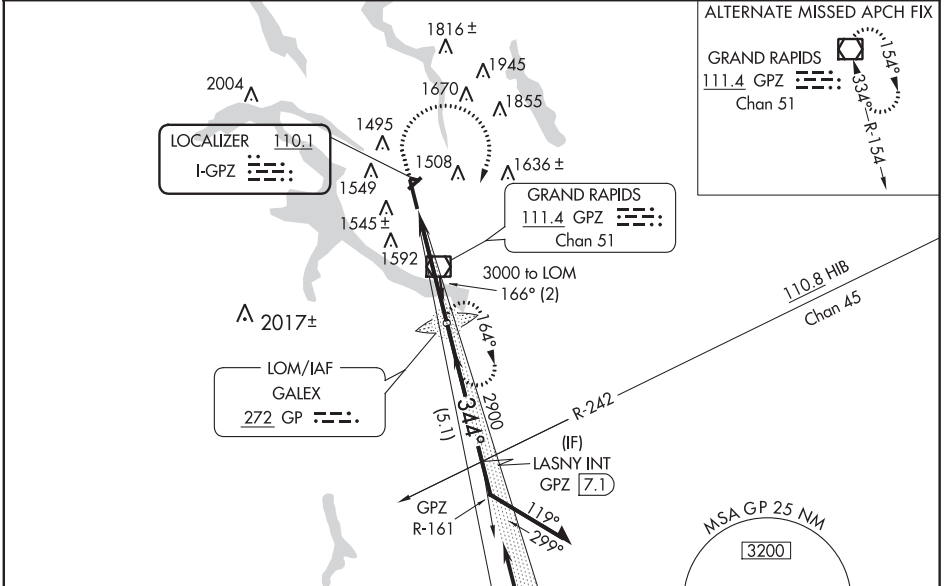 ALTERNATE MISSED APCH FIX
GRAND RAPIDS
111.4 GPZ
Chan 51
154°
334°
R-154
1816 ±
1945
2004
1670
1855
1495
LOCALIZER 110.1
I-GPZ
1508
1636 ±
1549
1545 ±
1592
GRAND RAPIDS
111.4 GPZ
Chan 51
3000 to LOM
166° (2)
110.8 HIB
Chan 45
2017 ±
164°
LOM/IAF
GALEX
272 GP
344°
2900
(5.1)
R-242
(IF)
LASNY INT
GPZ 7.1
GPZ
R-161
119°
299°
MSA GP 25 NM
3200